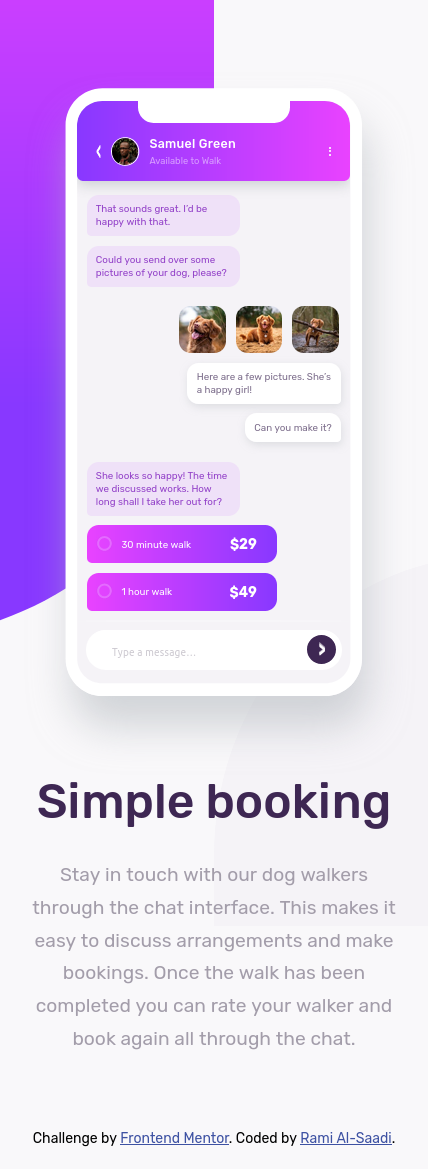 Samuel Green
Available to Walk
That sounds great. I'd be
happy with that.
Could you send over some
pictures of your dog, please?
Here are a few pictures. She's
a happy girl!
Can you make it?
She looks so happy! The time
we discussed works. How
long shall I take her out for?
30 minute walk $29
1 hour walk $49
Type a message...
Simple booking
Stay in touch with our dog walkers
through the chat interface. This makes it
easy to discuss arrangements and make
bookings. Once the walk has been
completed you can rate your walker and
book again all through the chat.
Challenge by Frontend Mentor. Coded by Rami Al-Saadi.